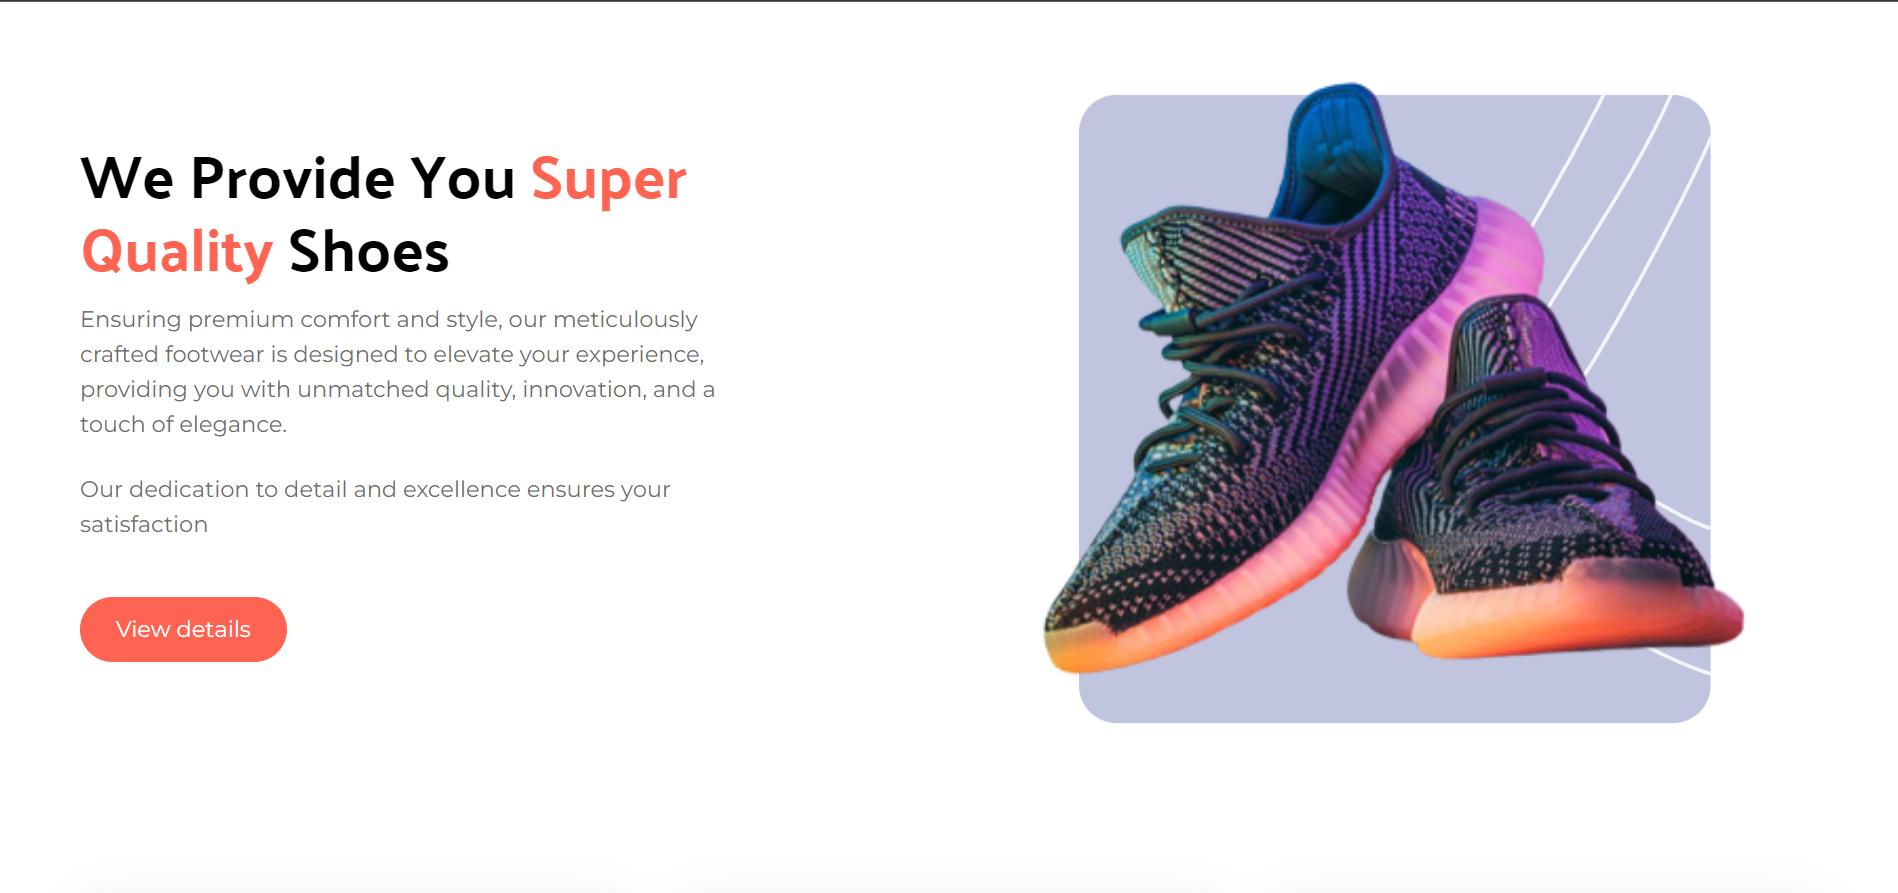 We Provide You Super
Quality Shoes
Ensuring premium comfort and style, our meticulously
crafted footwear is designed to elevate your experience,
providing you with unmatched quality, innovation, and a
touch of elegance.
Our dedication to detail and excellence ensures your
satisfaction
View details